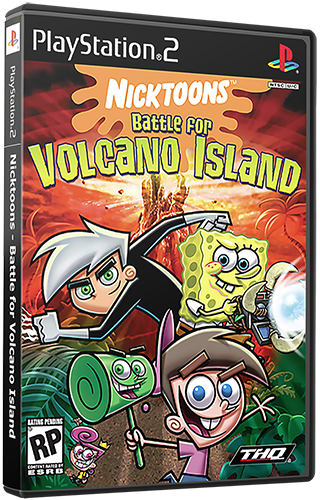 PlayStation®2
NTSC U/C
NICKTOONS™
Battle for
VOLCANO ISLAND
PlayStation®2
Nicktoons - Battle for Volcano Island
RATING PENDING
RP
CONTENT RATED BY
ESRB
THQ